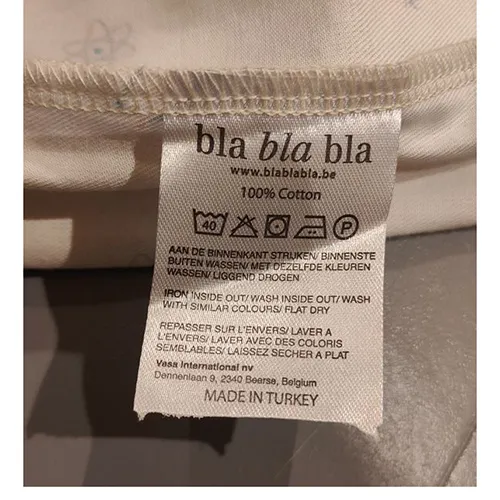 bla bla bla
www.blablabla.be
100% Cotton
40 P
AAN DE BINNENKANT STRIJKEN/ BINNENSTE
BUITEN WASSEN/ MET DEZELFDE KLEUREN
WASSEN/ LIGGEND DROGEN
IRON INSIDE OUT/ WASH INSIDE OUT/ WASH
WITH SIMILAR COLOURS/ FLAT DRY
REPASSER SUR L'ENVERS/ LAVER A
L'ENVERS/ LAVER AVEC DES COLORIS
SEMBLABLES/ LAISSEZ SECHER A PLAT
Vasa International nv
Dennenlaan 9, 2340 Beerse, Belgium
MADE IN TURKEY